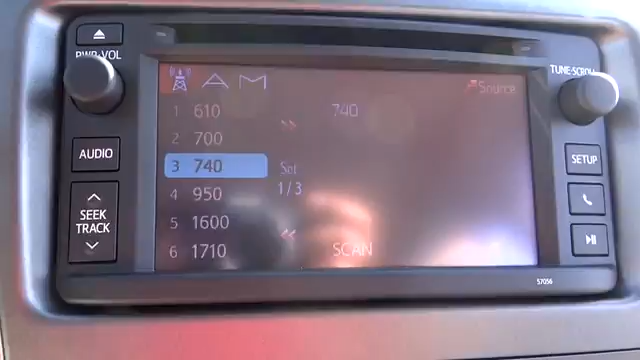 PWR•VOL
TUNE•SCROLL
AM
Source
1 610
740
2 700
3 740
Set
1/3
4 950
5 1600
6 1710
SCAN
AUDIO
SEEK
TRACK
SETUP
57056